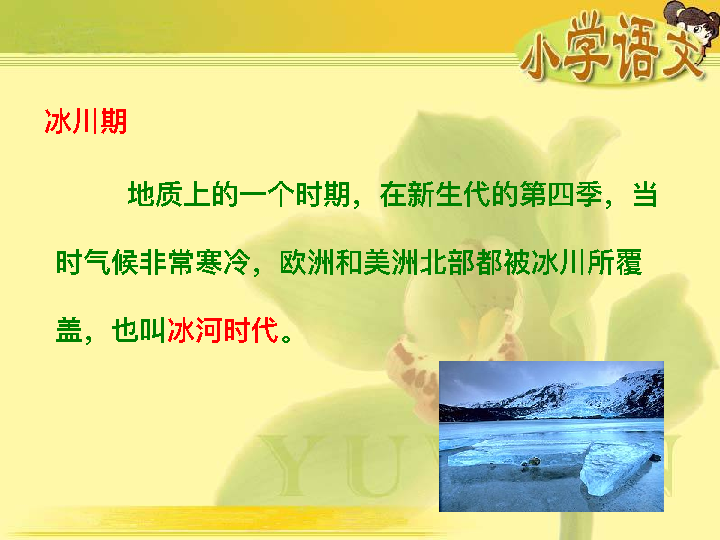 小学语文
冰川期
地质上的一个时期，在新生代的第四季，当
时气候非常寒冷，欧洲和美洲北部都被冰川所覆
盖，也叫冰河时代。